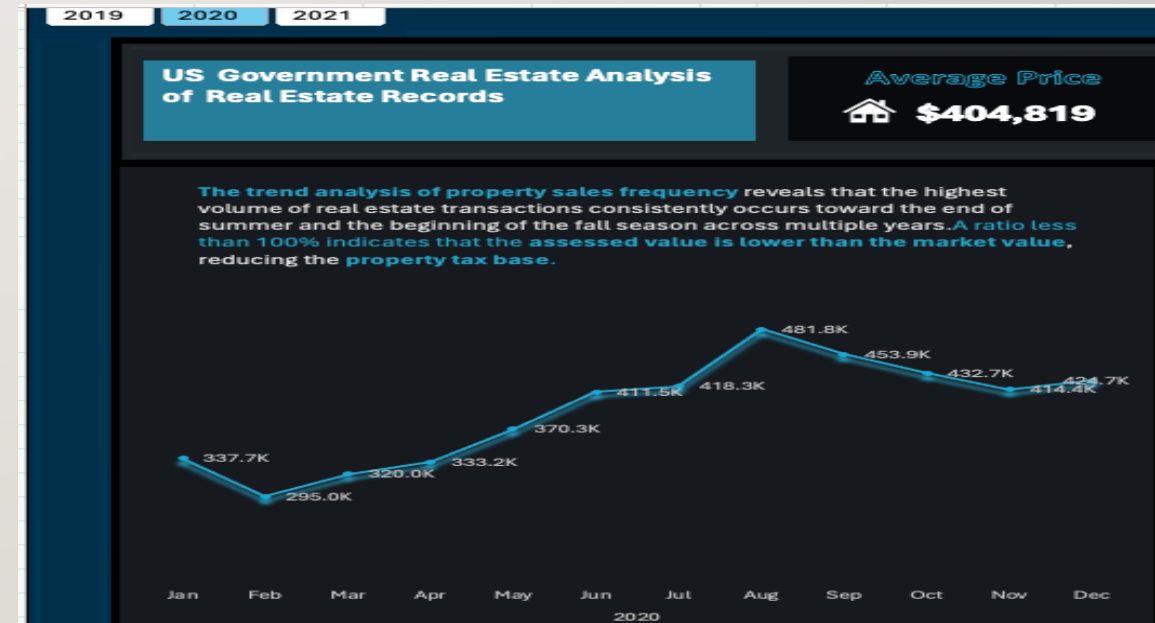 2019 2020 2021
US Government Real Estate Analysis
of Real Estate Records
Average Price
$404,819
The trend analysis of property sales frequency reveals that the highest
volume of real estate transactions consistently occurs toward the end of
summer and the beginning of the fall season across multiple years.A ratio less
than 100% indicates that the assessed value is lower than the market value,
reducing the property tax base.
481.8K
453.9K
432.7K
424.7K
414.4K
418.3K
411.5K
370.3K
337.7K
333.2K
320.0K
295.0K
Jan Feb Mar Apr May Jun Jul Aug Sep Oct Nov Dec
2020